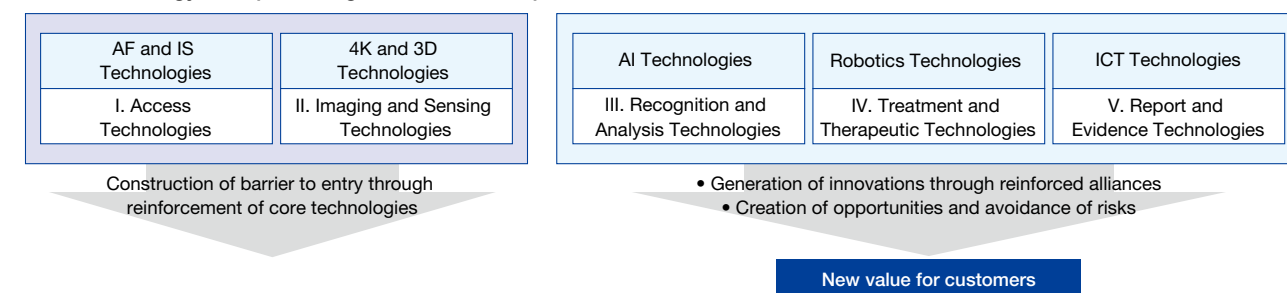 AF and IS
Technologies
I. Access
Technologies
4K and 3D
Technologies
II. Imaging and Sensing
Technologies
AI Technologies
III. Recognition and
Analysis Technologies
Robotics Technologies
IV. Treatment and
Therapeutic Technologies
ICT Technologies
V. Report and
Evidence Technologies
Construction of barrier to entry through
reinforcement of core technologies
• Generation of innovations through reinforced alliances
• Creation of opportunities and avoidance of risks
New value for customers